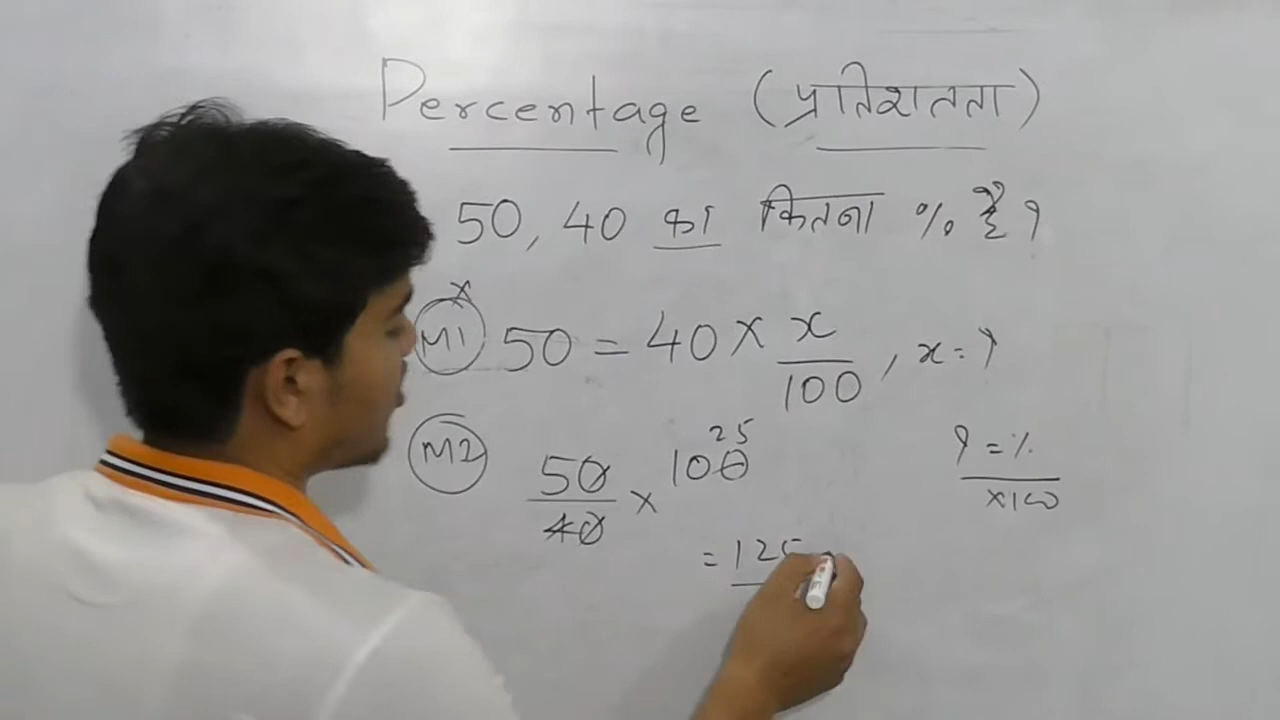 Percentage (प्रतिशतता)
50, 40 का कितना % है ?
M1 x 50 = 40 × x/100, x = ?
M2 50/40 × 100 25
? = %
×100
= 125